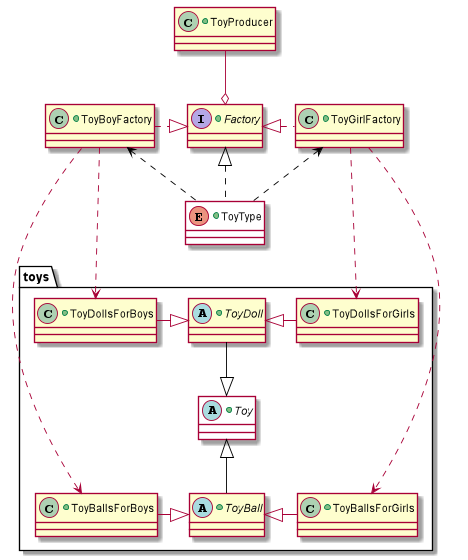 C ToyProducer
C ToyBoyFactory
I Factory
C ToyGirlFactory
E ToyType
toys
C ToyDollsForBoys
A ToyDoll
C ToyDollsForGirls
A Toy
C ToyBallsForBoys
A ToyBall
C ToyBallsForGirls